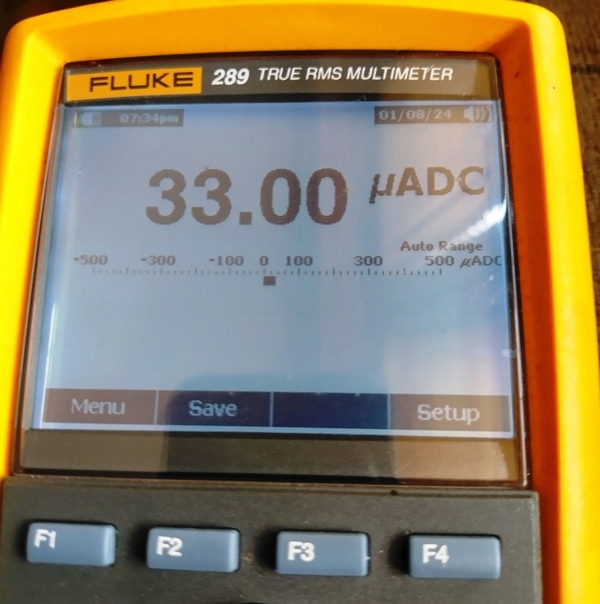 FLUKE 289 TRUE RMS MULTIMETER
07:34pm 01/08/24
33.00 µADC
Auto Range
-500 -300 -100 0 100 300 500 µADC
Menu Save Setup
F1 F2 F3 F4